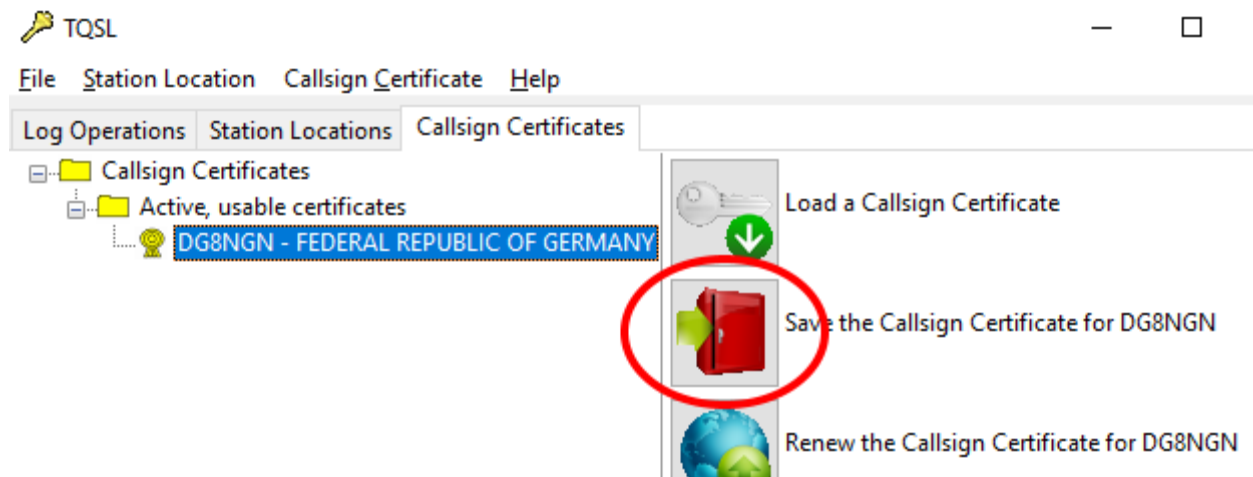 TQSL
File Station Location Callsign Certificate Help
Log Operations Station Locations Callsign Certificates
Callsign Certificates
Active, usable certificates
DG8NGN - FEDERAL REPUBLIC OF GERMANY
Load a Callsign Certificate
Save the Callsign Certificate for DG8NGN
Renew the Callsign Certificate for DG8NGN